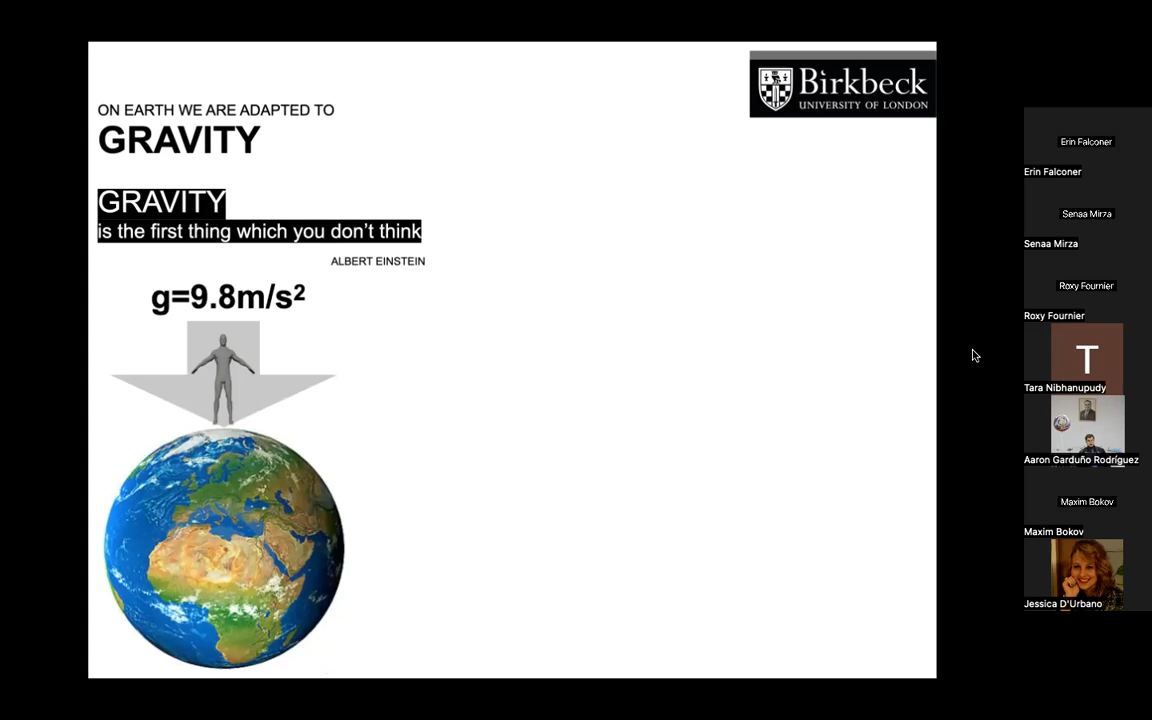 ON EARTH WE ARE ADAPTED TO
GRAVITY
GRAVITY
is the first thing which you don't think
ALBERT EINSTEIN
g=9.8m/s²
Birkbeck
UNIVERSITY OF LONDON
Erin Falconer
Erin Falconer
Senaa Mirza
Senaa Mirza
Roxy Fournier
Roxy Fournier
T
Tara Nibhanupudy
Aaron Garduño Rodríguez
Maxim Bokov
Maxim Bokov
Jessica D'Urbano